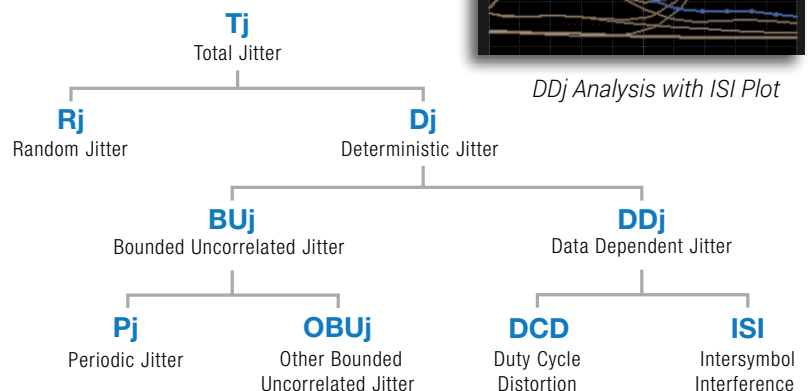 Tj
Total Jitter
DDj Analysis with ISI Plot
Rj
Random Jitter
Dj
Deterministic Jitter
BUj
Bounded Uncorrelated Jitter
DDj
Data Dependent Jitter
Pj
Periodic Jitter
OBUj
Other Bounded
Uncorrelated Jitter
DCD
Duty Cycle
Distortion
ISI
Intersymbol
Interference